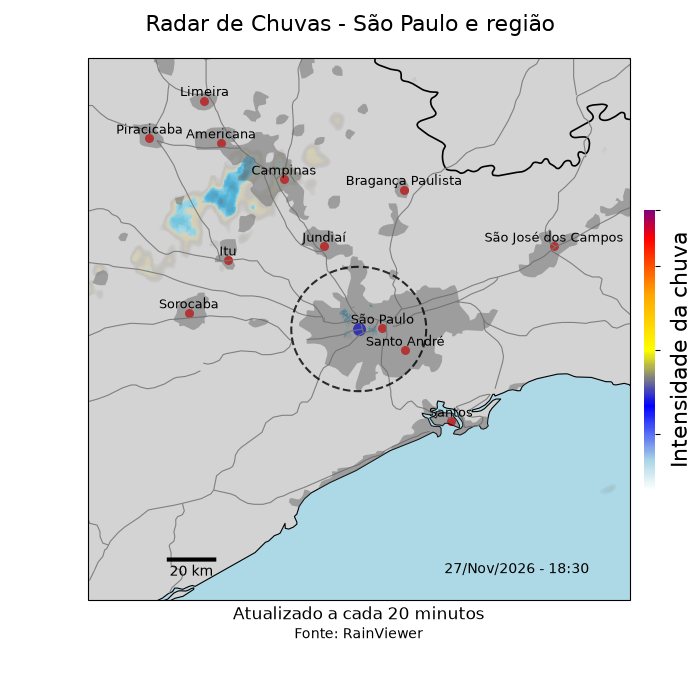 Radar de Chuvas - São Paulo e região
Limeira
Piracicaba
Americana
Campinas
Bragança Paulista
Jundiaí
São José dos Campos
Itu
Sorocaba
São Paulo
Santo André
Santos
Intensidade da chuva
20 km
27/Nov/2026 - 18:30
Atualizado a cada 20 minutos
Fonte: RainViewer